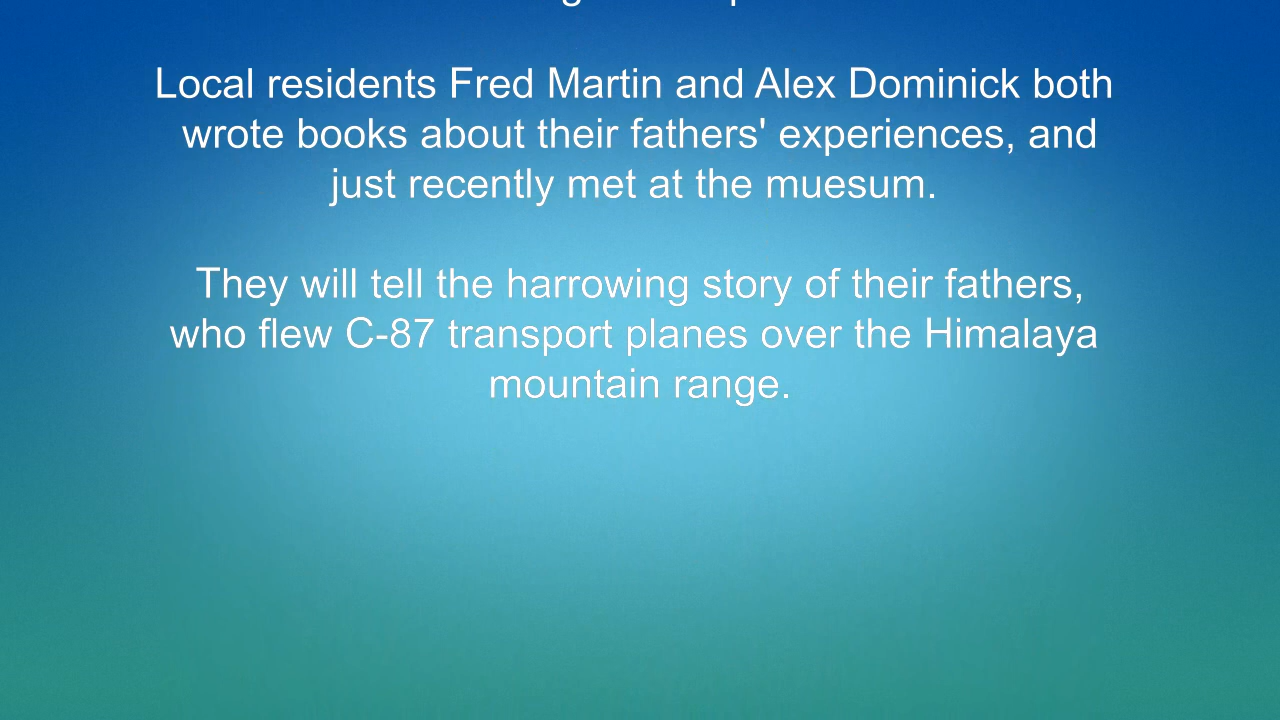 Local residents Fred Martin and Alex Dominick both
wrote books about their fathers' experiences, and
just recently met at the muesum.
They will tell the harrowing story of their fathers,
who flew C-87 transport planes over the Himalaya
mountain range.